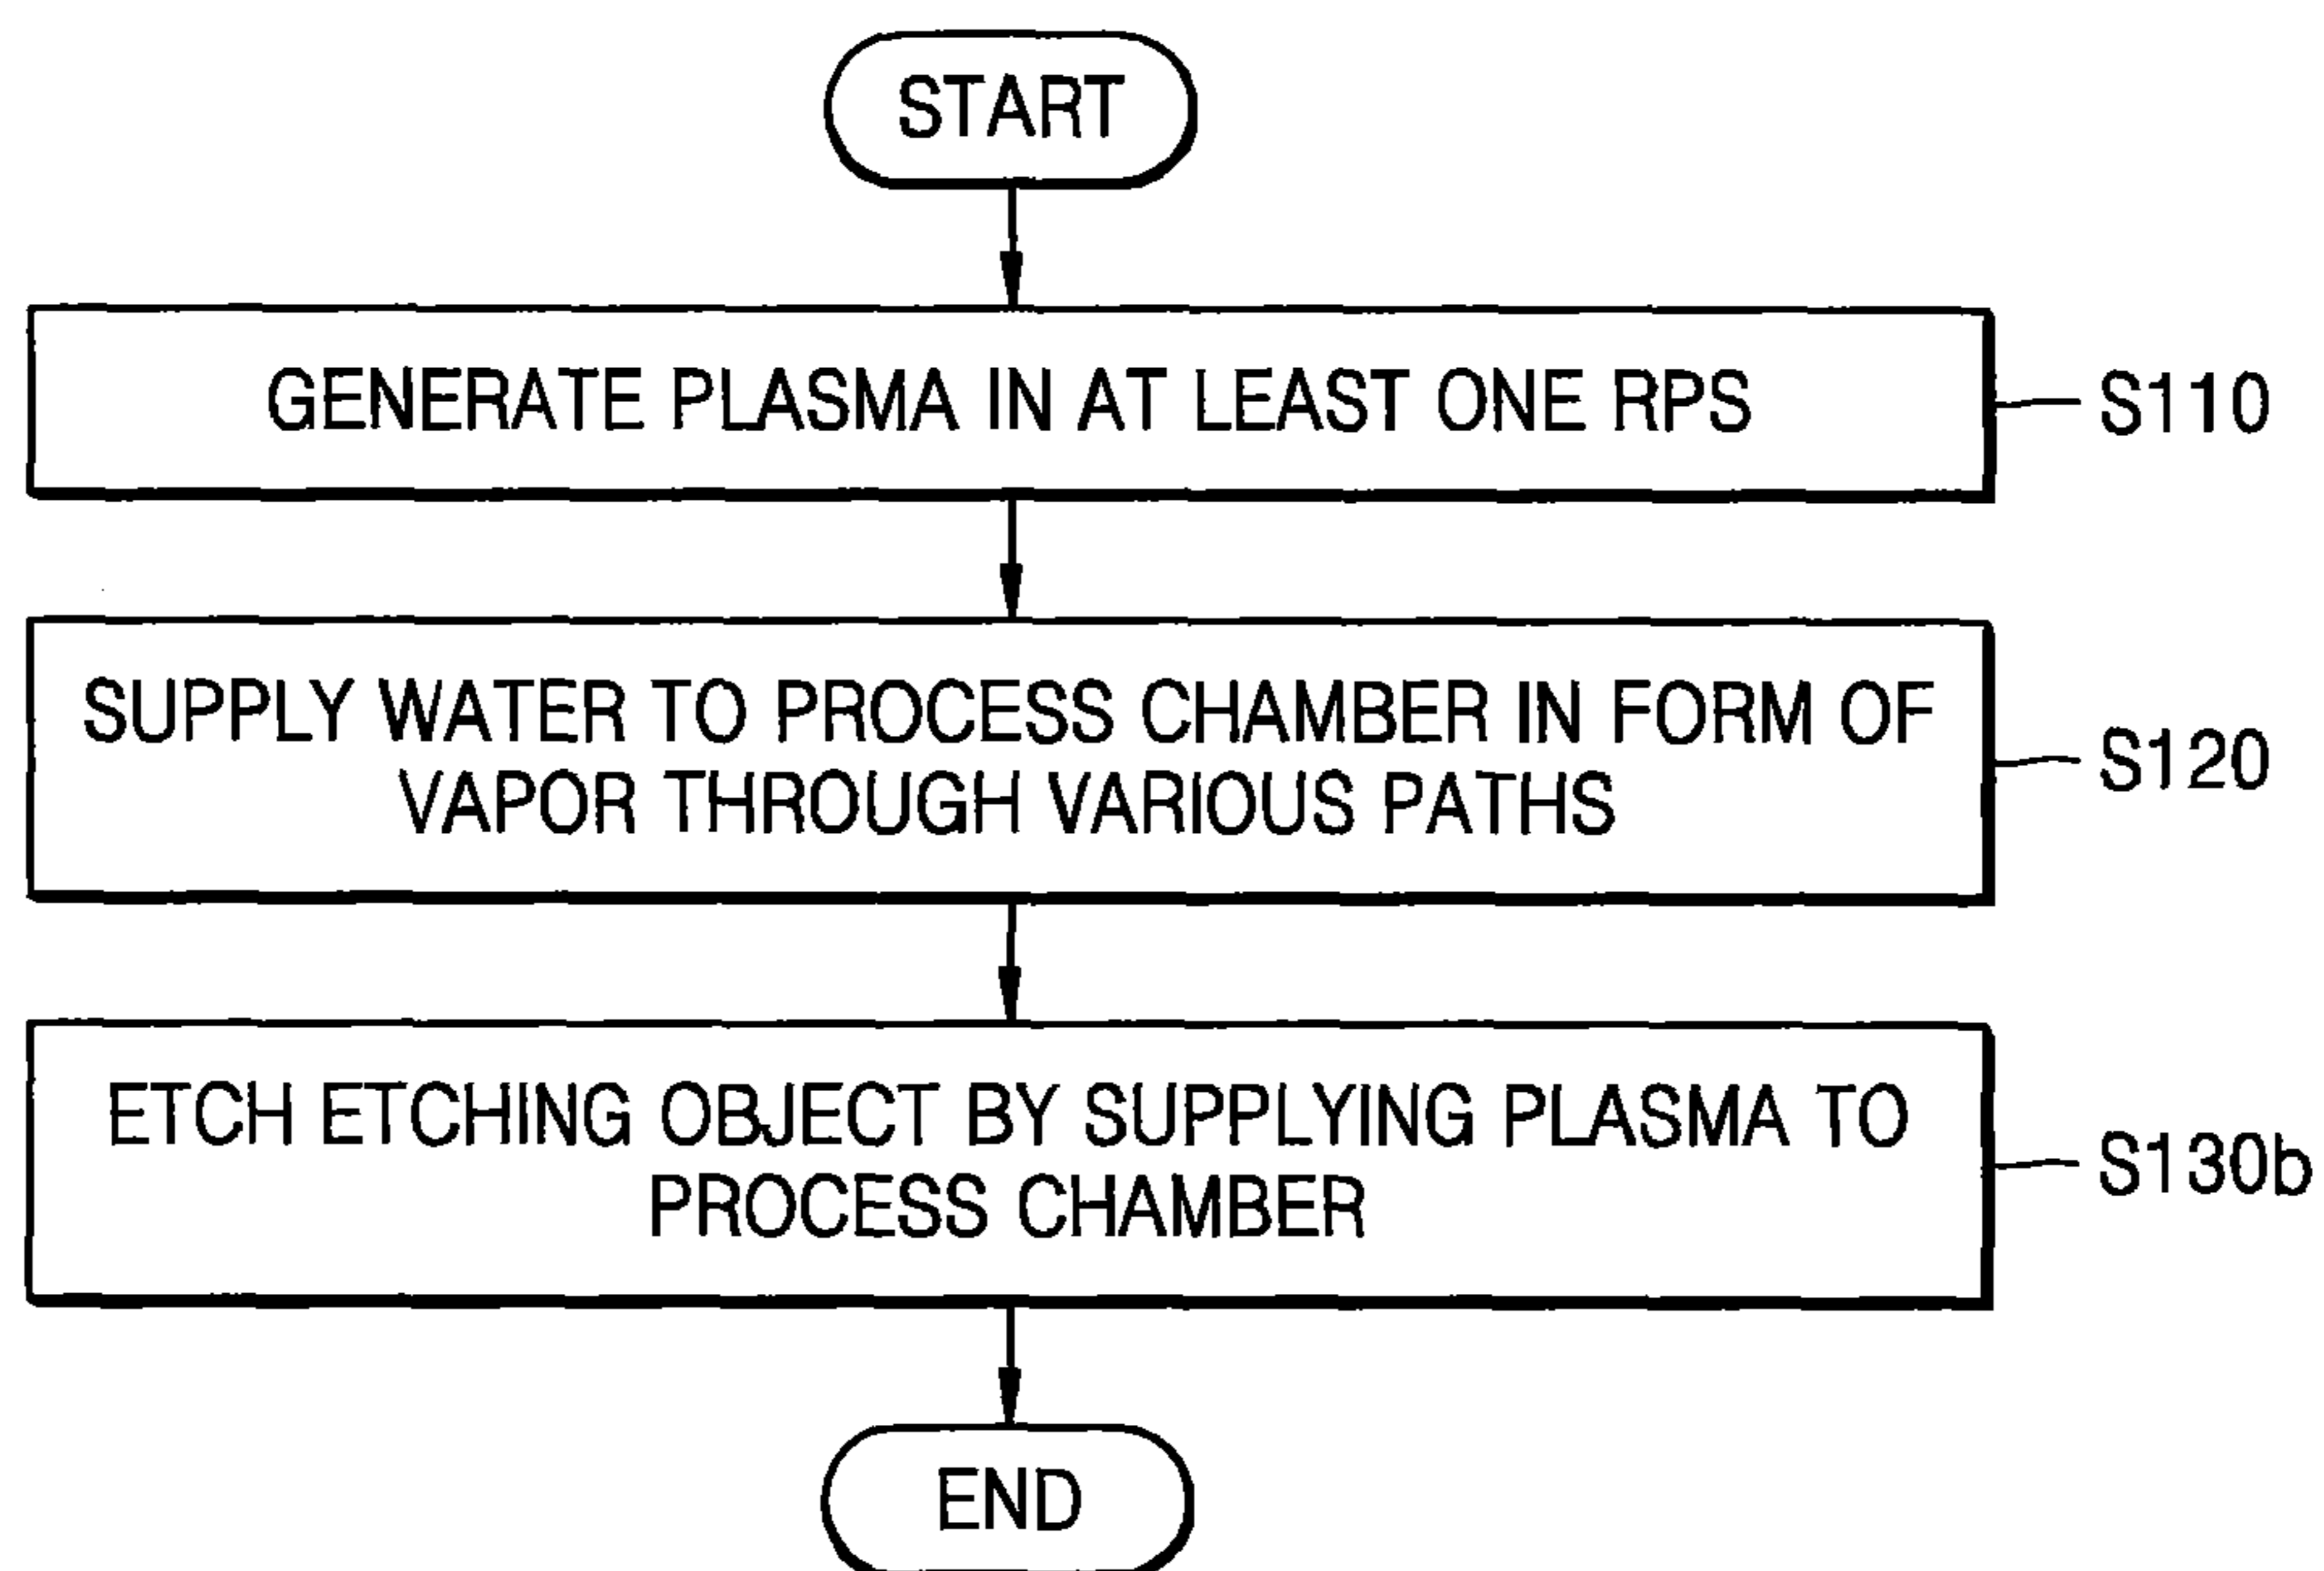 START
GENERATE PLASMA IN AT LEAST ONE RPS
S110
SUPPLY WATER TO PROCESS CHAMBER IN FORM OF
VAPOR THROUGH VARIOUS PATHS
S120
ETCH ETCHING OBJECT BY SUPPLYING PLASMA TO
PROCESS CHAMBER
S130b
END